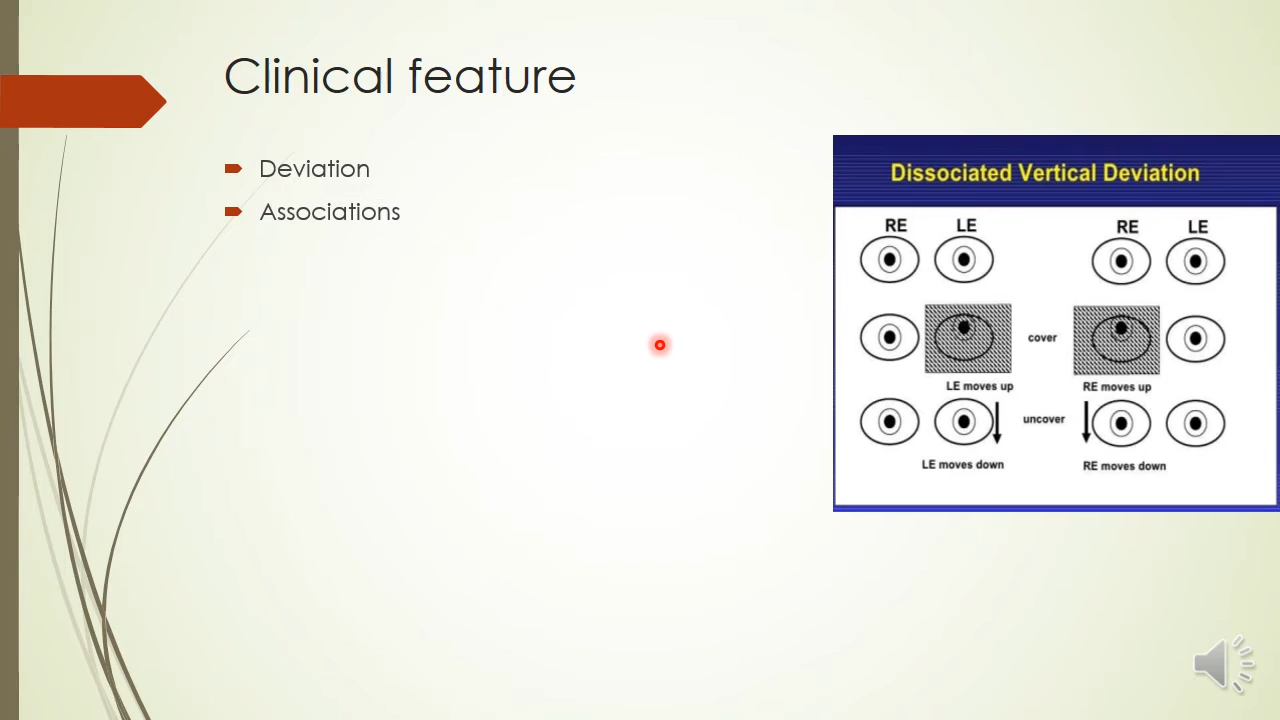 Clinical feature
Deviation
Associations
Dissociated Vertical Deviation
RE LE RE LE
cover
LE moves up RE moves up
uncover
LE moves down RE moves down